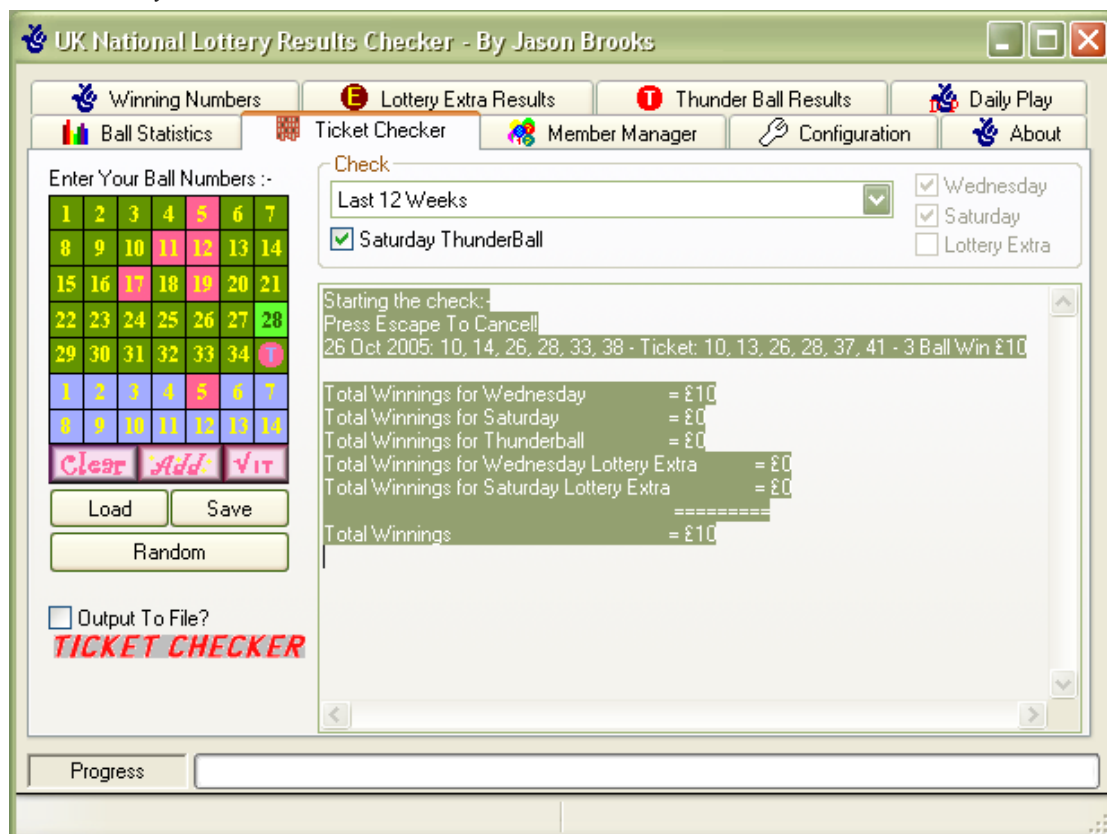 UK National Lottery Results Checker - By Jason Brooks
Winning Numbers
E Lottery Extra Results
T Thunder Ball Results
Daily Play
Ball Statistics
Ticket Checker
Member Manager
Configuration
About
Enter Your Ball Numbers :-
1 2 3 4 5 6 7
8 9 10 11 12 13 14
15 16 17 18 19 20 21
22 23 24 25 26 27 28
29 30 31 32 33 34 T
1 2 3 4 5 6 7
8 9 10 11 12 13 14
Clear Add √IT
Load Save
Random
Output To File?
TICKET CHECKER
Check
Last 12 Weeks
Saturday ThunderBall
Wednesday
Saturday
Lottery Extra
Starting the check:-
Press Escape To Cancel!
26 Oct 2005: 10, 14, 26, 28, 33, 38 - Ticket: 10, 13, 26, 28, 37, 41 - 3 Ball Win £10
Total Winnings for Wednesday = £10
Total Winnings for Saturday = £0
Total Winnings for Thunderball = £0
Total Winnings for Wednesday Lottery Extra = £0
Total Winnings for Saturday Lottery Extra = £0
=========
Total Winnings = £10
Progress